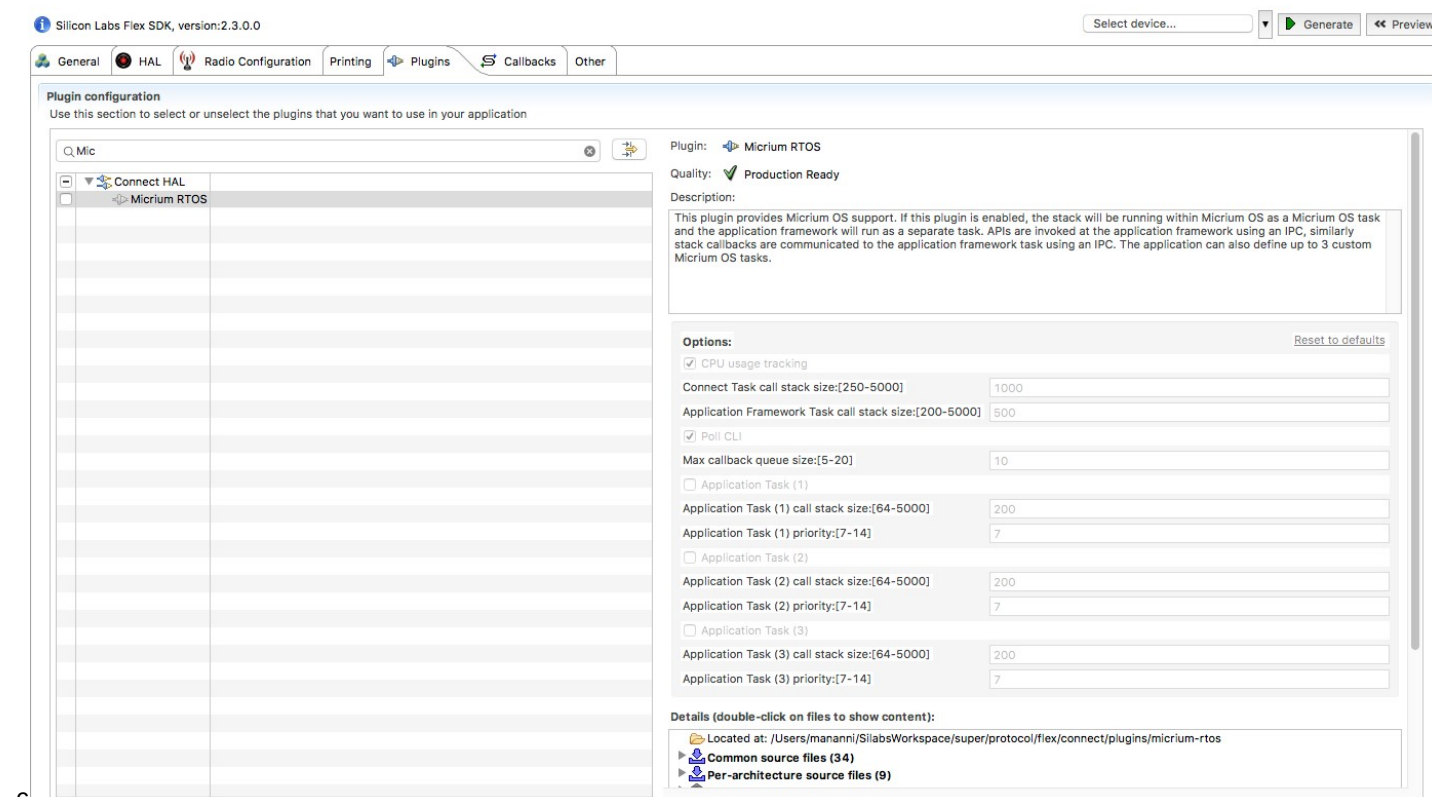 Silicon Labs Flex SDK, version:2.3.0.0
Select device...
Generate
Preview
General
HAL
Radio Configuration
Printing
Plugins
Callbacks
Other
Plugin configuration
Use this section to select or unselect the plugins that you want to use in your application
Mic
Connect HAL
Micrium RTOS
Plugin: Micrium RTOS
Quality: Production Ready
Description:
This plugin provides Micrium OS support. If this plugin is enabled, the stack will be running within Micrium OS as a Micrium OS task
and the application framework will run as a separate task. APIs are invoked at the application framework using an IPC, similarly
stack callbacks are communicated to the application framework task using an IPC. The application can also define up to 3 custom
Micrium OS tasks.
Options:
Reset to defaults
CPU usage tracking
Connect Task call stack size:[250-5000] 1000
Application Framework Task call stack size:[200-5000] 500
Poll CLI
Max callback queue size:[5-20] 10
Application Task (1)
Application Task (1) call stack size:[64-5000] 200
Application Task (1) priority:[7-14] 7
Application Task (2)
Application Task (2) call stack size:[64-5000] 200
Application Task (2) priority:[7-14] 7
Application Task (3)
Application Task (3) call stack size:[64-5000] 200
Application Task (3) priority:[7-14] 7
Details (double-click on files to show content):
Located at: /Users/mananni/SilabsWorkspace/super/protocol/flex/connect/plugins/micrium-rtos
Common source files (34)
Per-architecture source files (9)